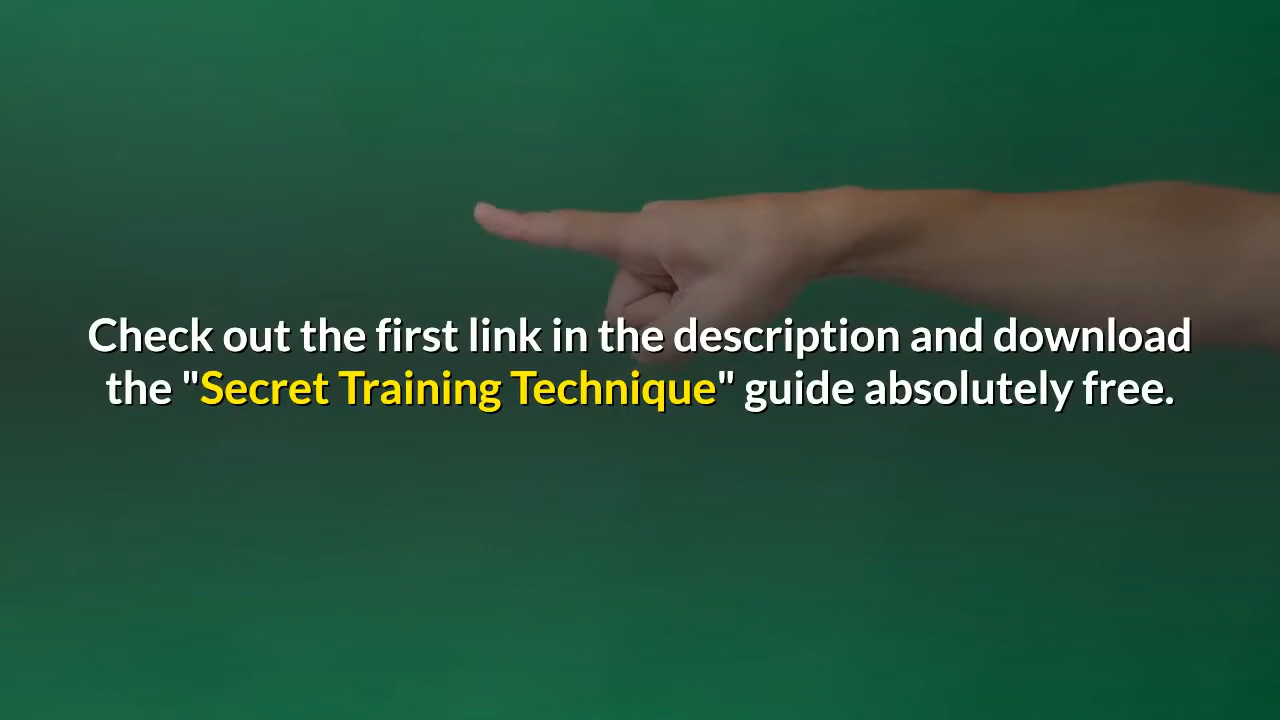 Check out the first link in the description and download
the "Secret Training Technique" guide absolutely free.